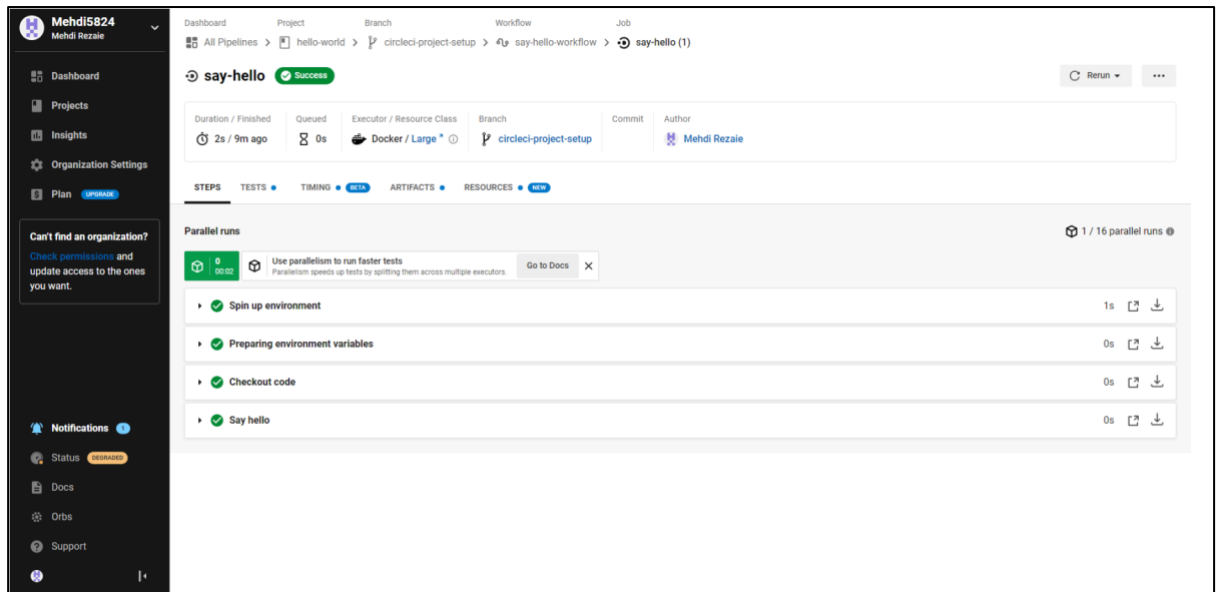 Mehdi5824
Mehdi Rezaie
Dashboard
Projects
Insights
Organization Settings
Plan UPGRADE
Can't find an organization?
Check permissions and
update access to the ones
you want.
Notifications 1
Status DEGRADED
Docs
Orbs
Support
Dashboard Project Branch Workflow Job
All Pipelines > hello-world > circleci-project-setup > say-hello-workflow > say-hello (1)
say-hello Success Rerun ...
Duration / Finished Queued Executor / Resource Class Branch Commit Author
2s / 9m ago 0s Docker / Large * circleci-project-setup Mehdi Rezaie
STEPS TESTS TIMING BETA ARTIFACTS RESOURCES NEW
Parallel runs 1 / 16 parallel runs
0
00:02
Use parallelism to run faster tests
Parallelism speeds up tests by splitting them across multiple executors.
Go to Docs
Spin up environment 1s
Preparing environment variables 0s
Checkout code 0s
Say hello 0s